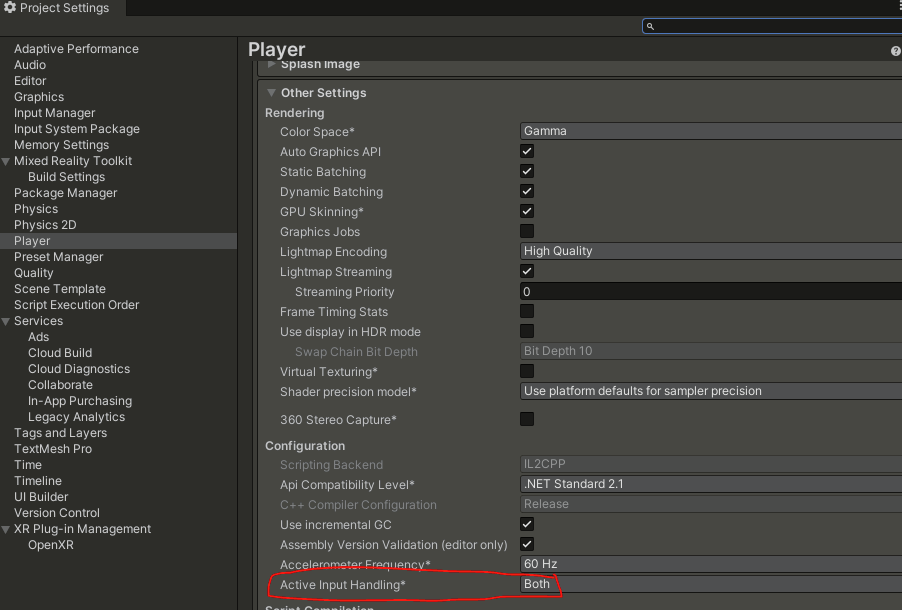 Project Settings
Adaptive Performance
Audio
Editor
Graphics
Input Manager
Input System Package
Memory Settings
Mixed Reality Toolkit
Build Settings
Package Manager
Physics
Physics 2D
Player
Preset Manager
Quality
Scene Template
Script Execution Order
Services
Ads
Cloud Build
Cloud Diagnostics
Collaborate
In-App Purchasing
Legacy Analytics
Tags and Layers
TextMesh Pro
Time
Timeline
UI Builder
Version Control
XR Plug-in Management
OpenXR
Player
Splash Image
Other Settings
Rendering
Color Space* Gamma
Auto Graphics API
Static Batching
Dynamic Batching
GPU Skinning*
Graphics Jobs
Lightmap Encoding High Quality
Lightmap Streaming
Streaming Priority 0
Frame Timing Stats
Use display in HDR mode
Swap Chain Bit Depth Bit Depth 10
Virtual Texturing*
Shader precision model* Use platform defaults for sampler precision
360 Stereo Capture*
Configuration
Scripting Backend IL2CPP
Api Compatibility Level* .NET Standard 2.1
C++ Compiler Configuration Release
Use incremental GC
Assembly Version Validation (editor only)
Accelerometer Frequency* 60 Hz
Active Input Handling* Both
Script Compilation